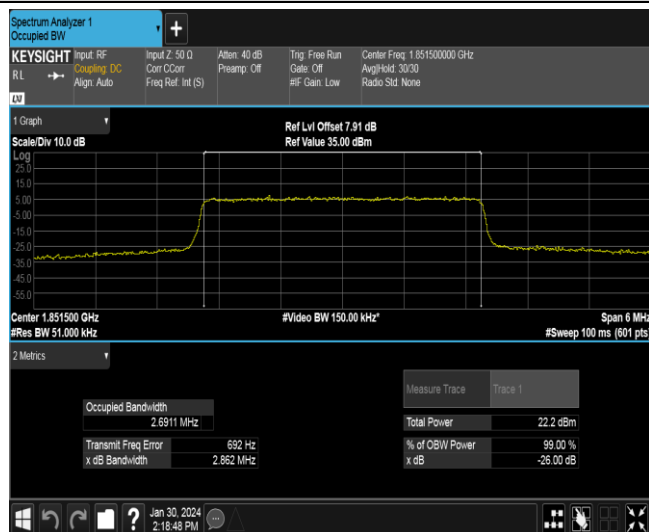 Spectrum Analyzer 1
Occupied BW
+
KEYSIGHT
RL
LXI
Input: RF
Coupling: DC
Align: Auto
Input Z: 50 Ω
Corr CCorr
Freq Ref: Int (S)
Atten: 40 dB
Preamp: Off
Trig: Free Run
Gate: Off
#IF Gain: Low
Center Freq: 1.851500000 GHz
Avg|Hold: 30/30
Radio Std: None
1 Graph
Scale/Div 10.0 dB
Ref Lvl Offset 7.91 dB
Ref Value 35.00 dBm
Log
25.0
15.0
5.00
-5.00
-15.0
-25.0
-35.0
-45.0
-55.0
Center 1.851500 GHz
#Res BW 51.000 kHz
#Video BW 150.00 kHz*
Span 6 MHz
#Sweep 100 ms (601 pts)
2 Metrics
Measure Trace Trace 1
Occupied Bandwidth
2.6911 MHz
Total Power 22.2 dBm
Transmit Freq Error 692 Hz
% of OBW Power 99.00 %
x dB Bandwidth 2.862 MHz
x dB -26.00 dB
?
Jan 30, 2024
2:18:48 PM